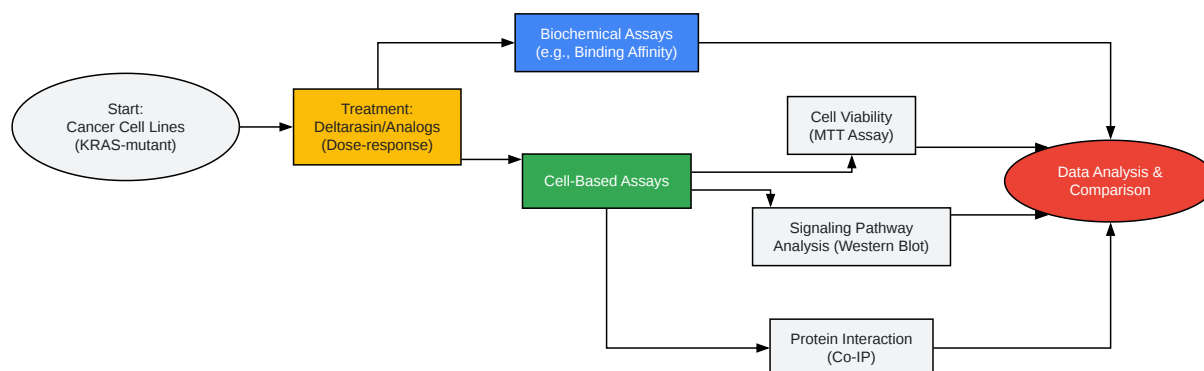 Start:
Cancer Cell Lines
(KRAS-mutant)
Treatment:
Deltarasin/Analogs
(Dose-response)
Biochemical Assays
(e.g., Binding Affinity)
Cell-Based Assays
Cell Viability
(MTT Assay)
Signaling Pathway
Analysis (Western Blot)
Protein Interaction
(Co-IP)
Data Analysis &
Comparison